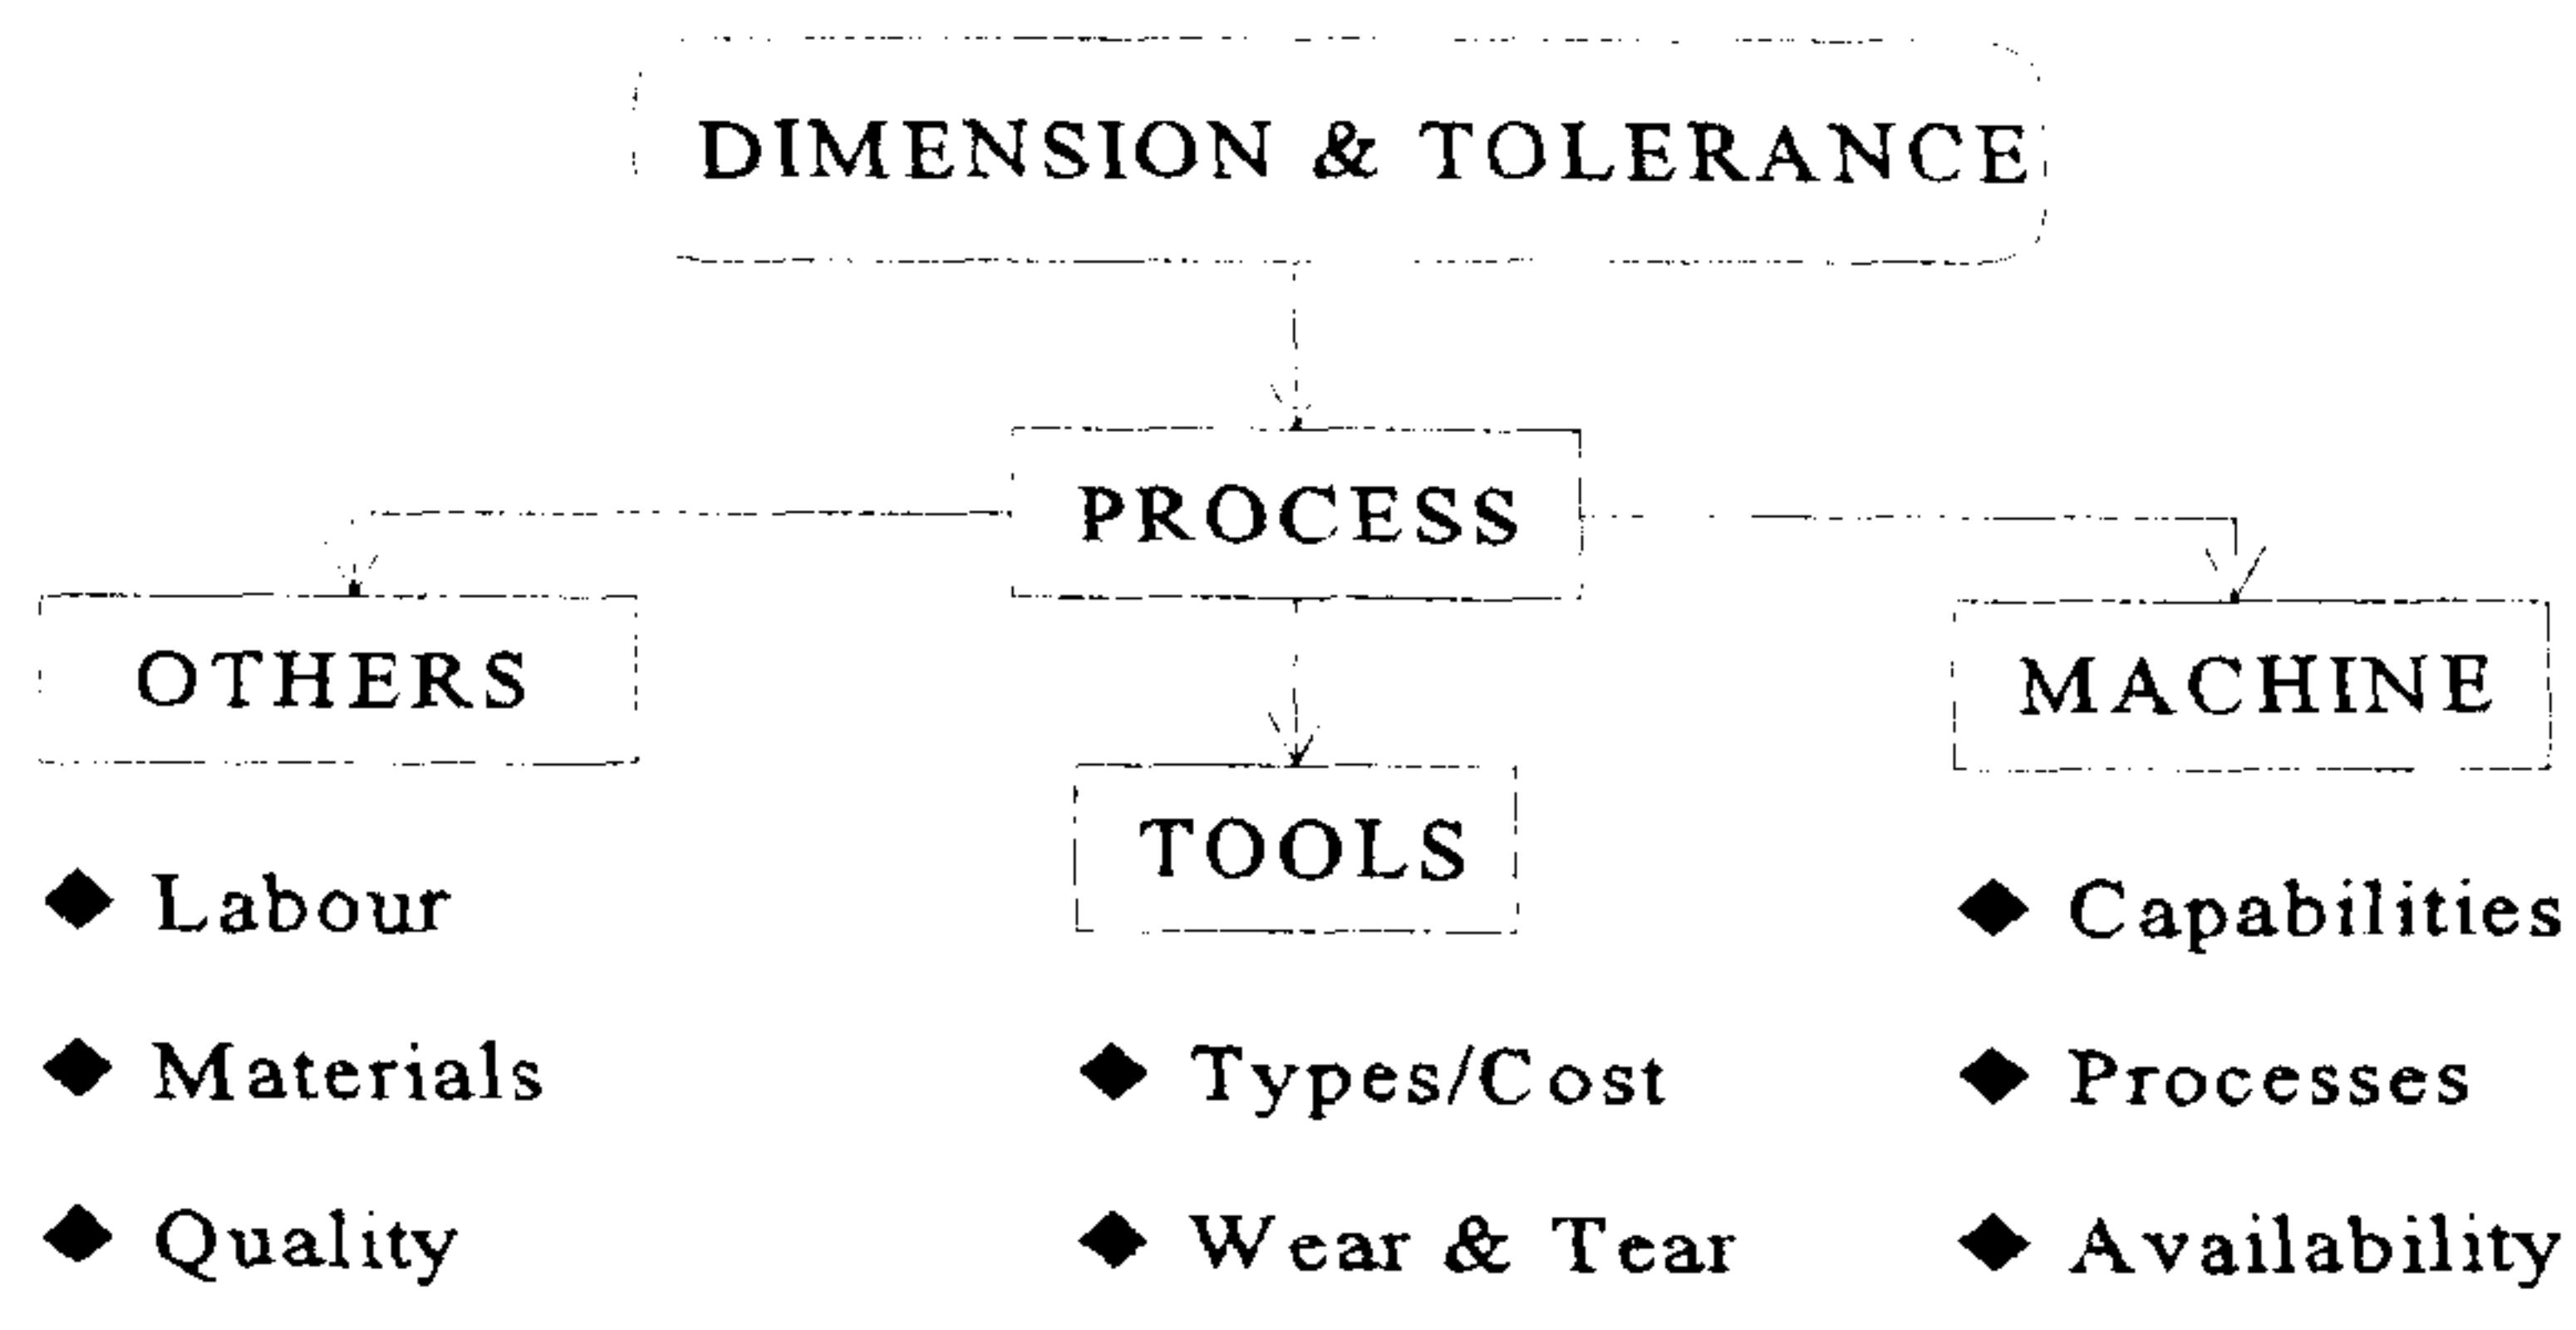 DIMENSION & TOLERANCE
PROCESS
OTHERS
MACHINE
TOOLS
◆ Labour
◆ Materials
◆ Quality
◆ Types/Cost
◆ Wear & Tear
◆ Capabilities
◆ Processes
◆ Availability